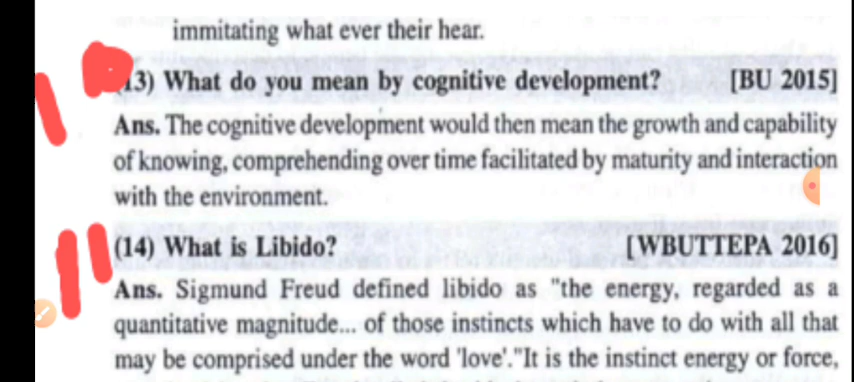 immitating what ever their hear.
(13) What do you mean by cognitive development? [BU 2015]
Ans. The cognitive development would then mean the growth and capability
of knowing, comprehending over time facilitated by maturity and interaction
with the environment.
(14) What is Libido? [WBUTTEPA 2016]
Ans. Sigmund Freud defined libido as "the energy, regarded as a
quantitative magnitude... of those instincts which have to do with all that
may be comprised under the word 'love'."It is the instinct energy or force,